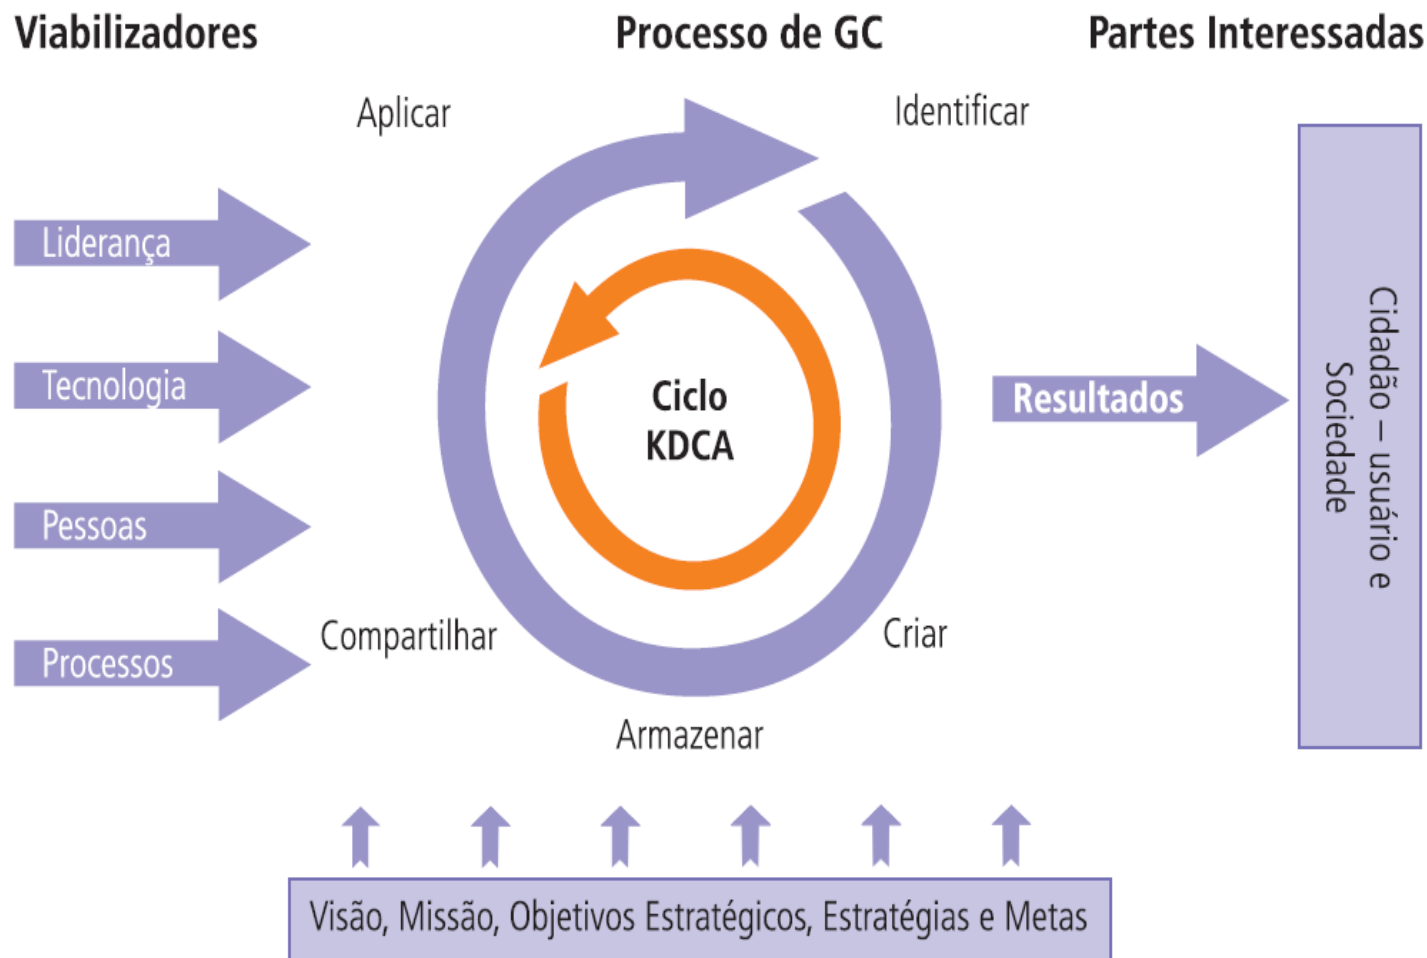 Viabilizadores
Processo de GC
Partes Interessadas
Aplicar
Identificar
Liderança
Tecnologia
Pessoas
Processos
Ciclo
KDCA
Compartilhar
Criar
Armazenar
Resultados
Cidadão – usuário e
Sociedade
Visão, Missão, Objetivos Estratégicos, Estratégias e Metas